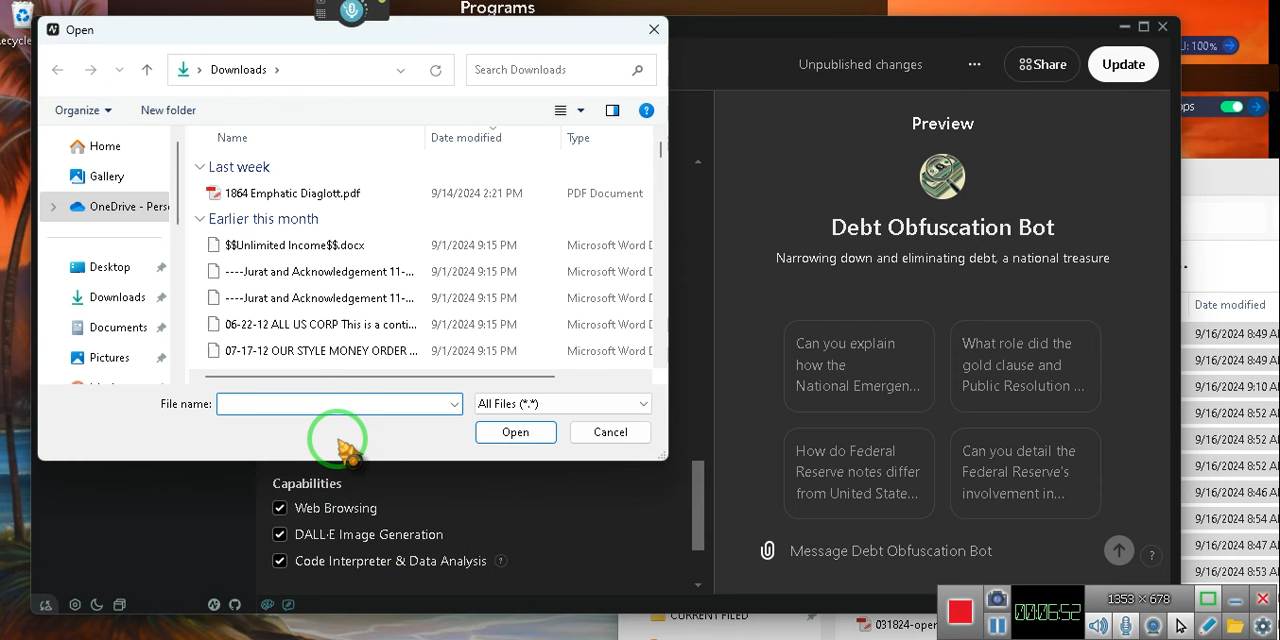 Programs
ecycle
Open
Downloads
Search Downloads
Organize
New folder
Home
Gallery
OneDrive - Pers
Desktop
Downloads
Documents
Pictures
Name
Date modified
Type
Last week
1864 Emphatic Diaglott.pdf 9/14/2024 2:21 PM PDF Document
Earlier this month
$$Unlimited Income$$.docx 9/1/2024 9:15 PM Microsoft Word D
----Jurat and Acknowledgement 11-... 9/1/2024 9:15 PM Microsoft Word D
----Jurat and Acknowledgement 11-... 9/1/2024 9:15 PM Microsoft Word D
06-22-12 ALL US CORP This is a conti... 9/1/2024 9:15 PM Microsoft Word D
07-17-12 OUR STYLE MONEY ORDER ... 9/1/2024 9:15 PM Microsoft Word D
File name:
All Files (*.*)
Open
Cancel
Capabilities
Web Browsing
DALL·E Image Generation
Code Interpreter & Data Analysis ?
Unpublished changes
...
Share
Update
Preview
Debt Obfuscation Bot
Narrowing down and eliminating debt, a national treasure
Can you explain
how the
National Emergen...
What role did the
gold clause and
Public Resolution ...
How do Federal
Reserve notes differ
from United State...
Can you detail the
Federal Reserve's
involvement in...
Message Debt Obfuscation Bot
?
U: 100%
ops
Date modified
9/16/2024 8:49
9/16/2024 8:49
9/16/2024 9:10
9/16/2024 8:52
9/16/2024 8:52
9/16/2024 8:52
9/16/2024 8:46
9/16/2024 8:54
9/16/2024 8:47
9/16/2024 8:53
CURRENT FILED
031824-oper
1353 × 678
00:06:52